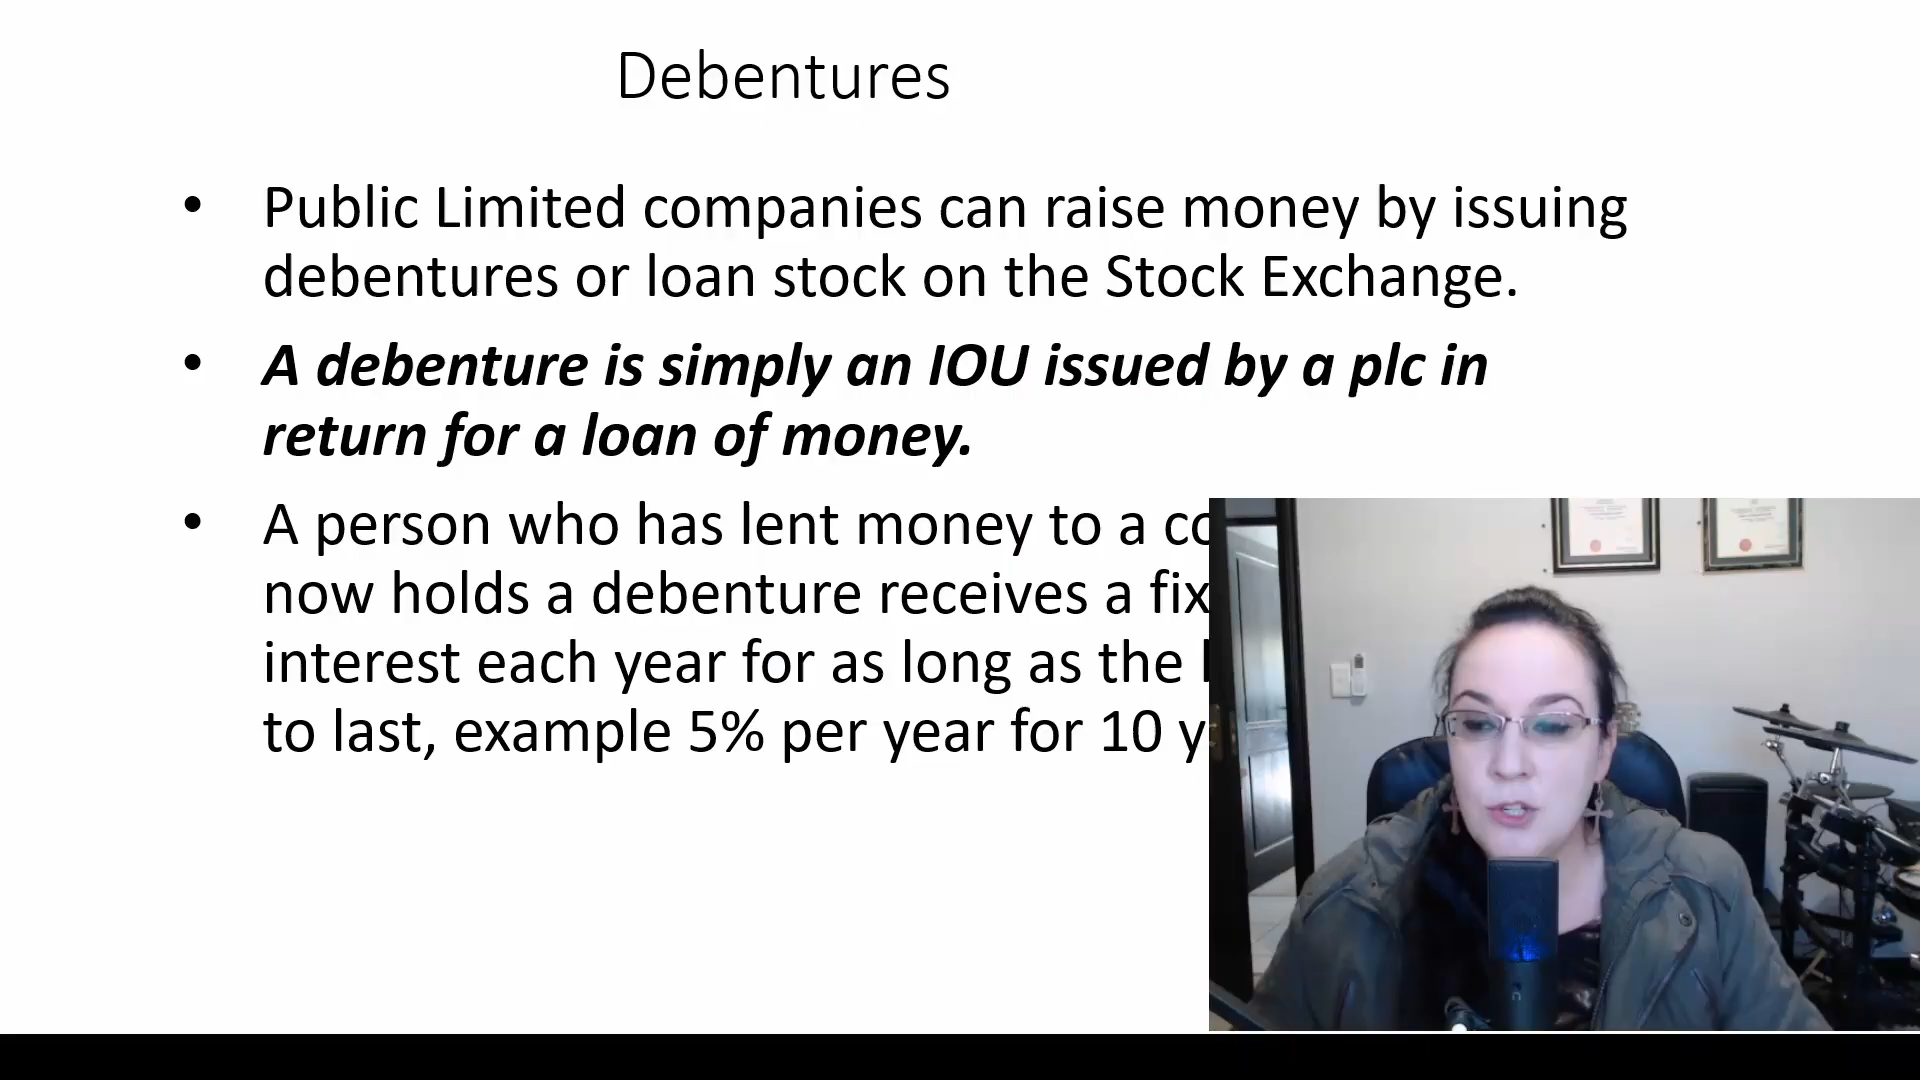 Debentures
• Public Limited companies can raise money by issuing
debentures or loan stock on the Stock Exchange.
• A debenture is simply an IOU issued by a plc in
return for a loan of money.
• A person who has lent money to a
now holds a debenture receives a
interest each year for as long as the
to last, example 5% per year for 10